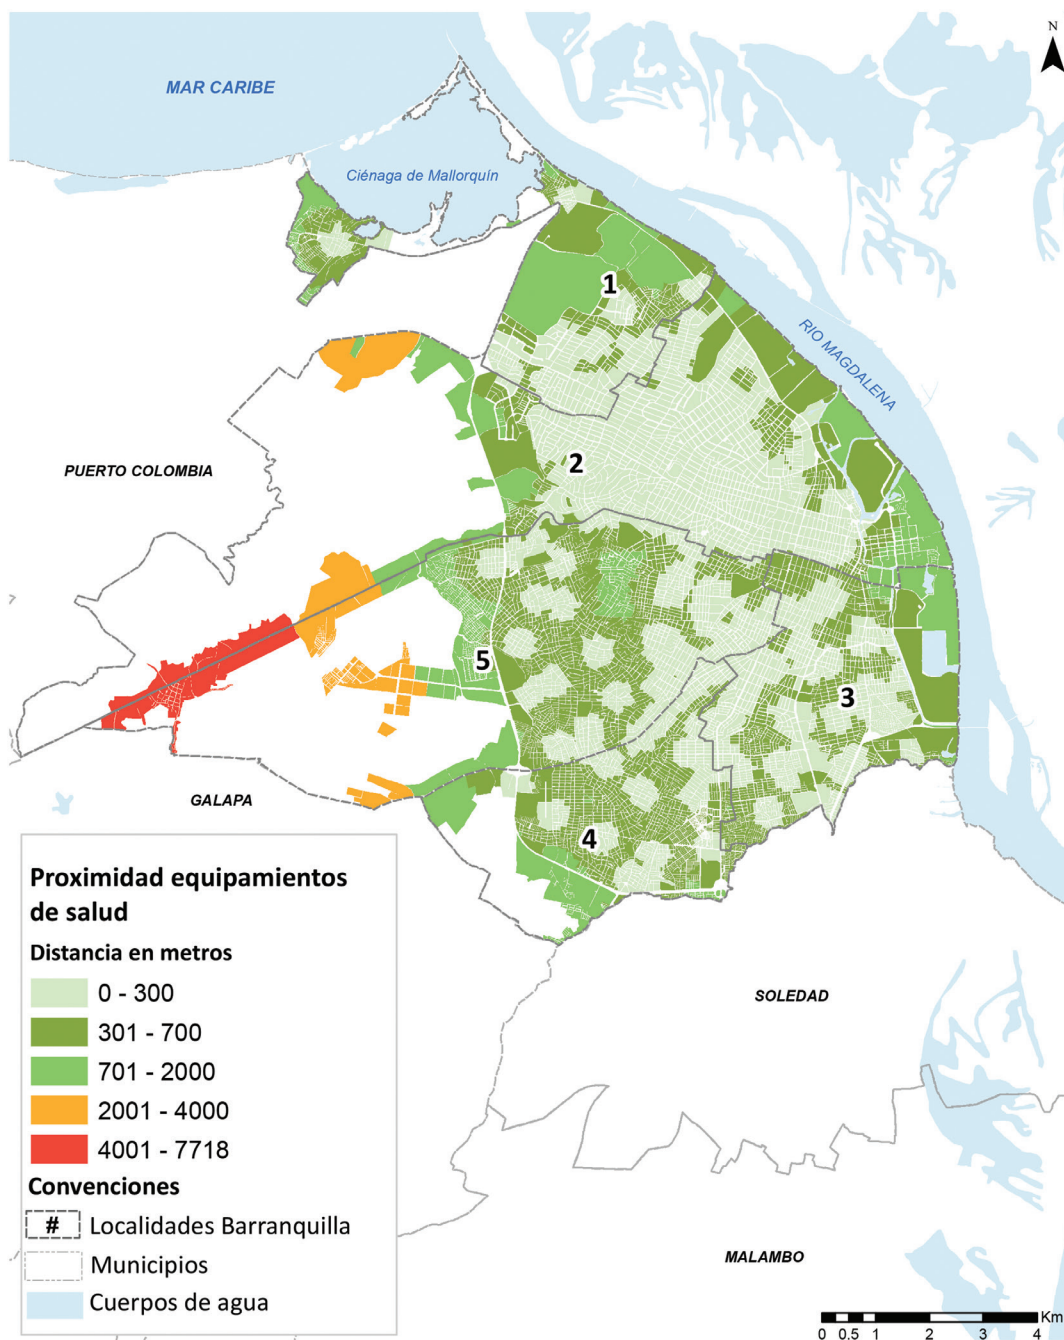 N
MAR CARIBE
Ciénaga de Mallorquín
1
RIO MAGDALENA
PUERTO COLOMBIA
2
5
3
GALAPA
4
Proximidad equipamientos
de salud
Distancia en metros
0 - 300
301 - 700
701 - 2000
2001 - 4000
4001 - 7718
Convenciones
# Localidades Barranquilla
Municipios
Cuerpos de agua
SOLEDAD
MALAMBO
Km
0 0.5 1 2 3 4